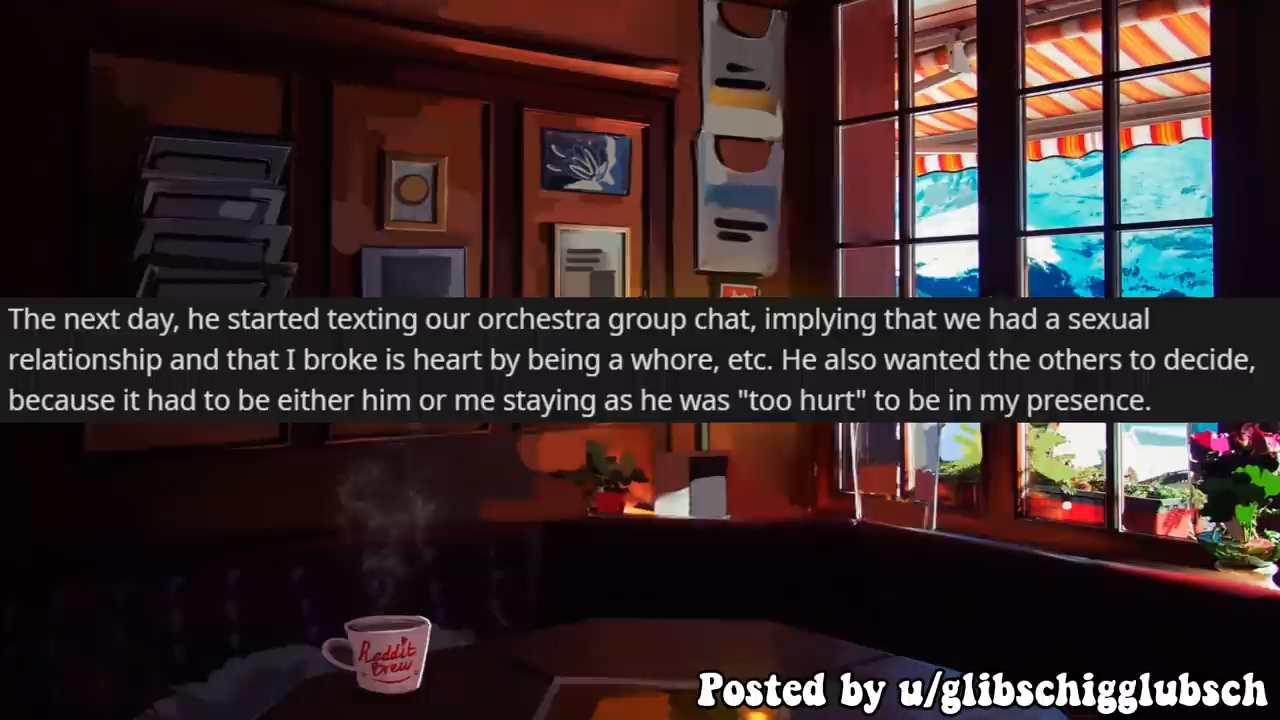 The next day, he started texting our orchestra group chat, implying that we had a sexual
relationship and that I broke is heart by being a whore, etc. He also wanted the others to decide,
because it had to be either him or me staying as he was "too hurt" to be in my presence.
Reddit
Brew
Posted by u/glibschigglubsch